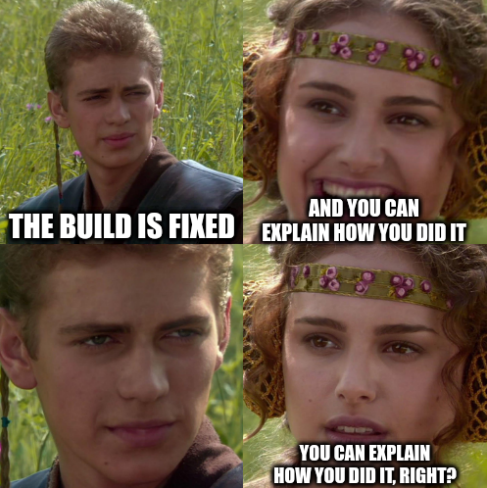 THE BUILD IS FIXED
AND YOU CAN
EXPLAIN HOW YOU DID IT
YOU CAN EXPLAIN
HOW YOU DID IT, RIGHT?